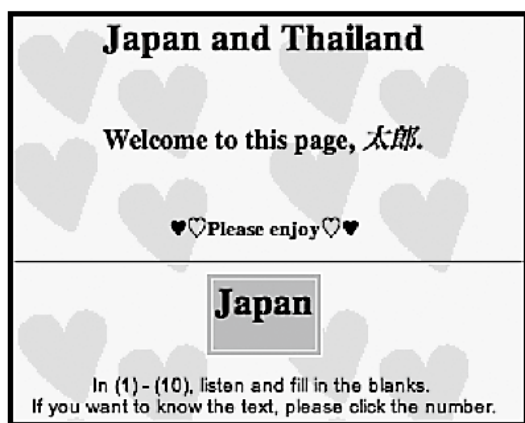 Japan and Thailand
Welcome to this page, 太郎.
♥♡Please enjoy♡♥
Japan
In (1) - (10), listen and fill in the blanks.
If you want to know the text, please click the number.